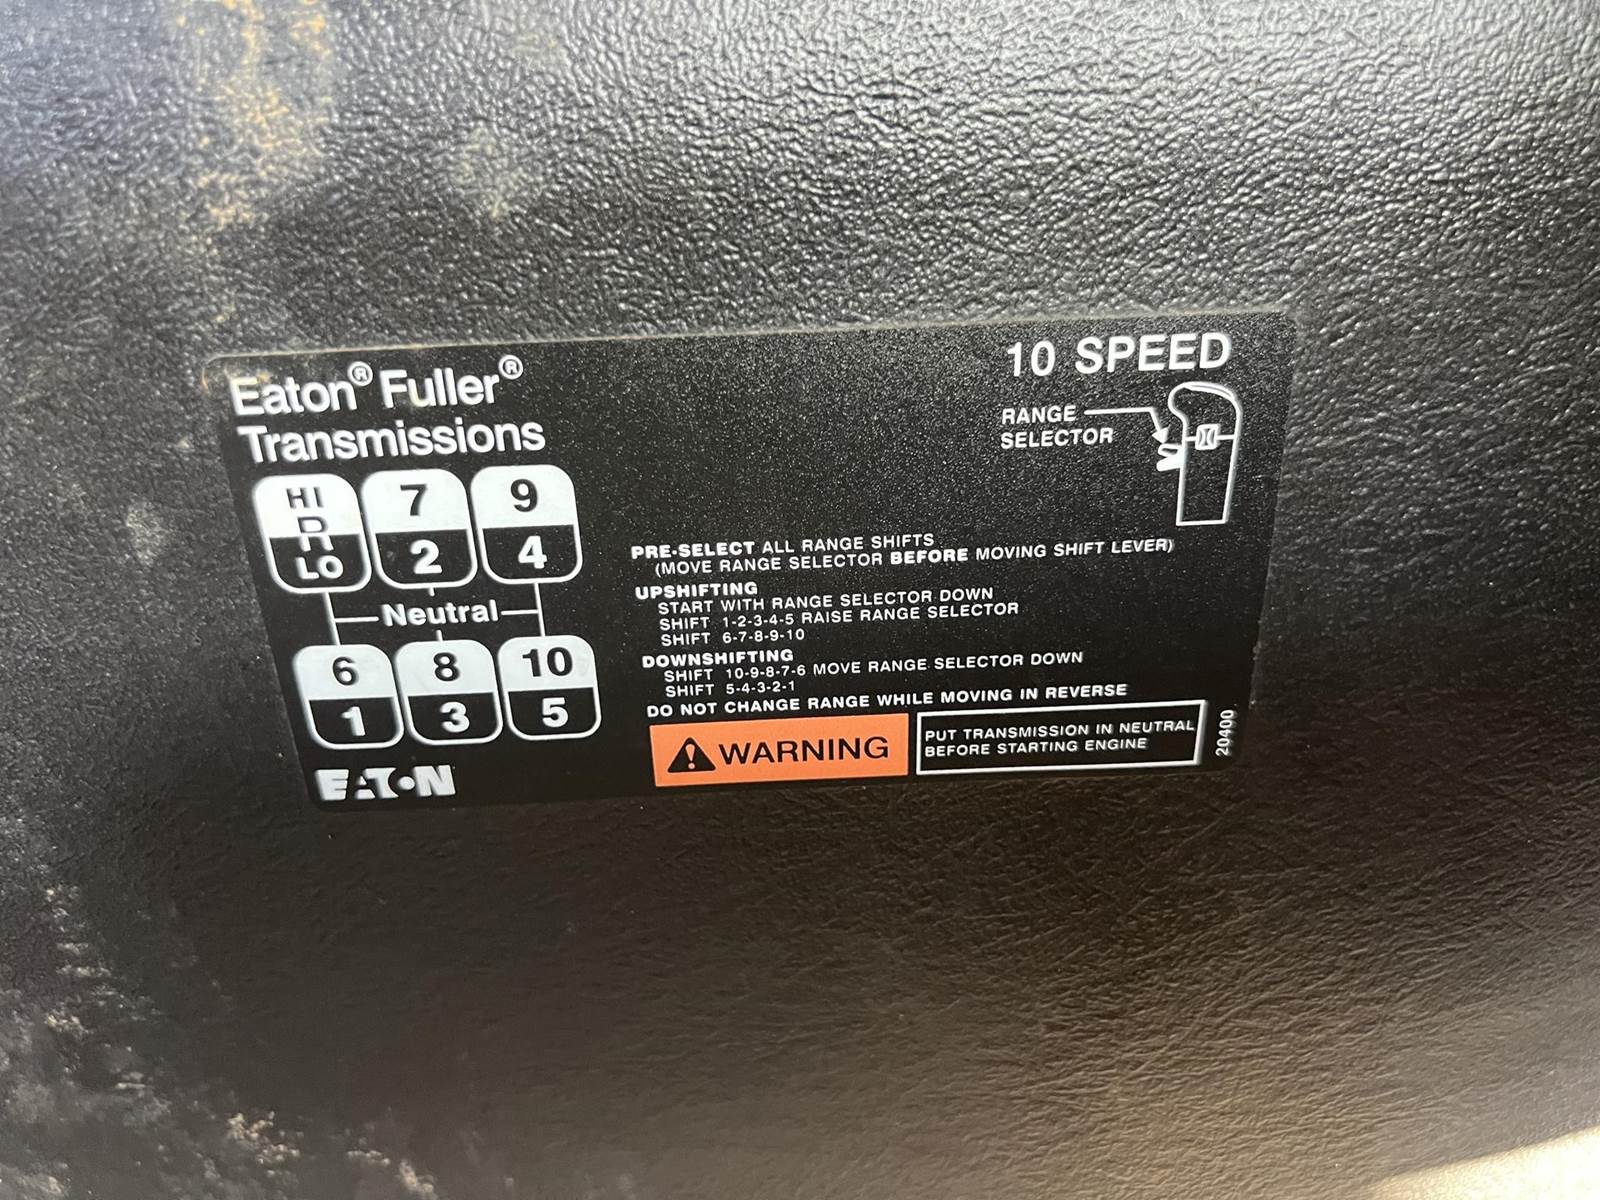 Eaton® Fuller®
Transmissions
10 SPEED
RANGE
SELECTOR
HI
R
LO
7
2
9
4
Neutral
6
1
8
3
10
5
PRE-SELECT ALL RANGE SHIFTS
(MOVE RANGE SELECTOR BEFORE MOVING SHIFT LEVER)
UPSHIFTING
START WITH RANGE SELECTOR DOWN
SHIFT 1-2-3-4-5 RAISE RANGE SELECTOR
SHIFT 6-7-8-9-10
DOWNSHIFTING
SHIFT 10-9-8-7-6 MOVE RANGE SELECTOR DOWN
SHIFT 5-4-3-2-1
DO NOT CHANGE RANGE WHILE MOVING IN REVERSE
WARNING
PUT TRANSMISSION IN NEUTRAL
BEFORE STARTING ENGINE
20400
EATON